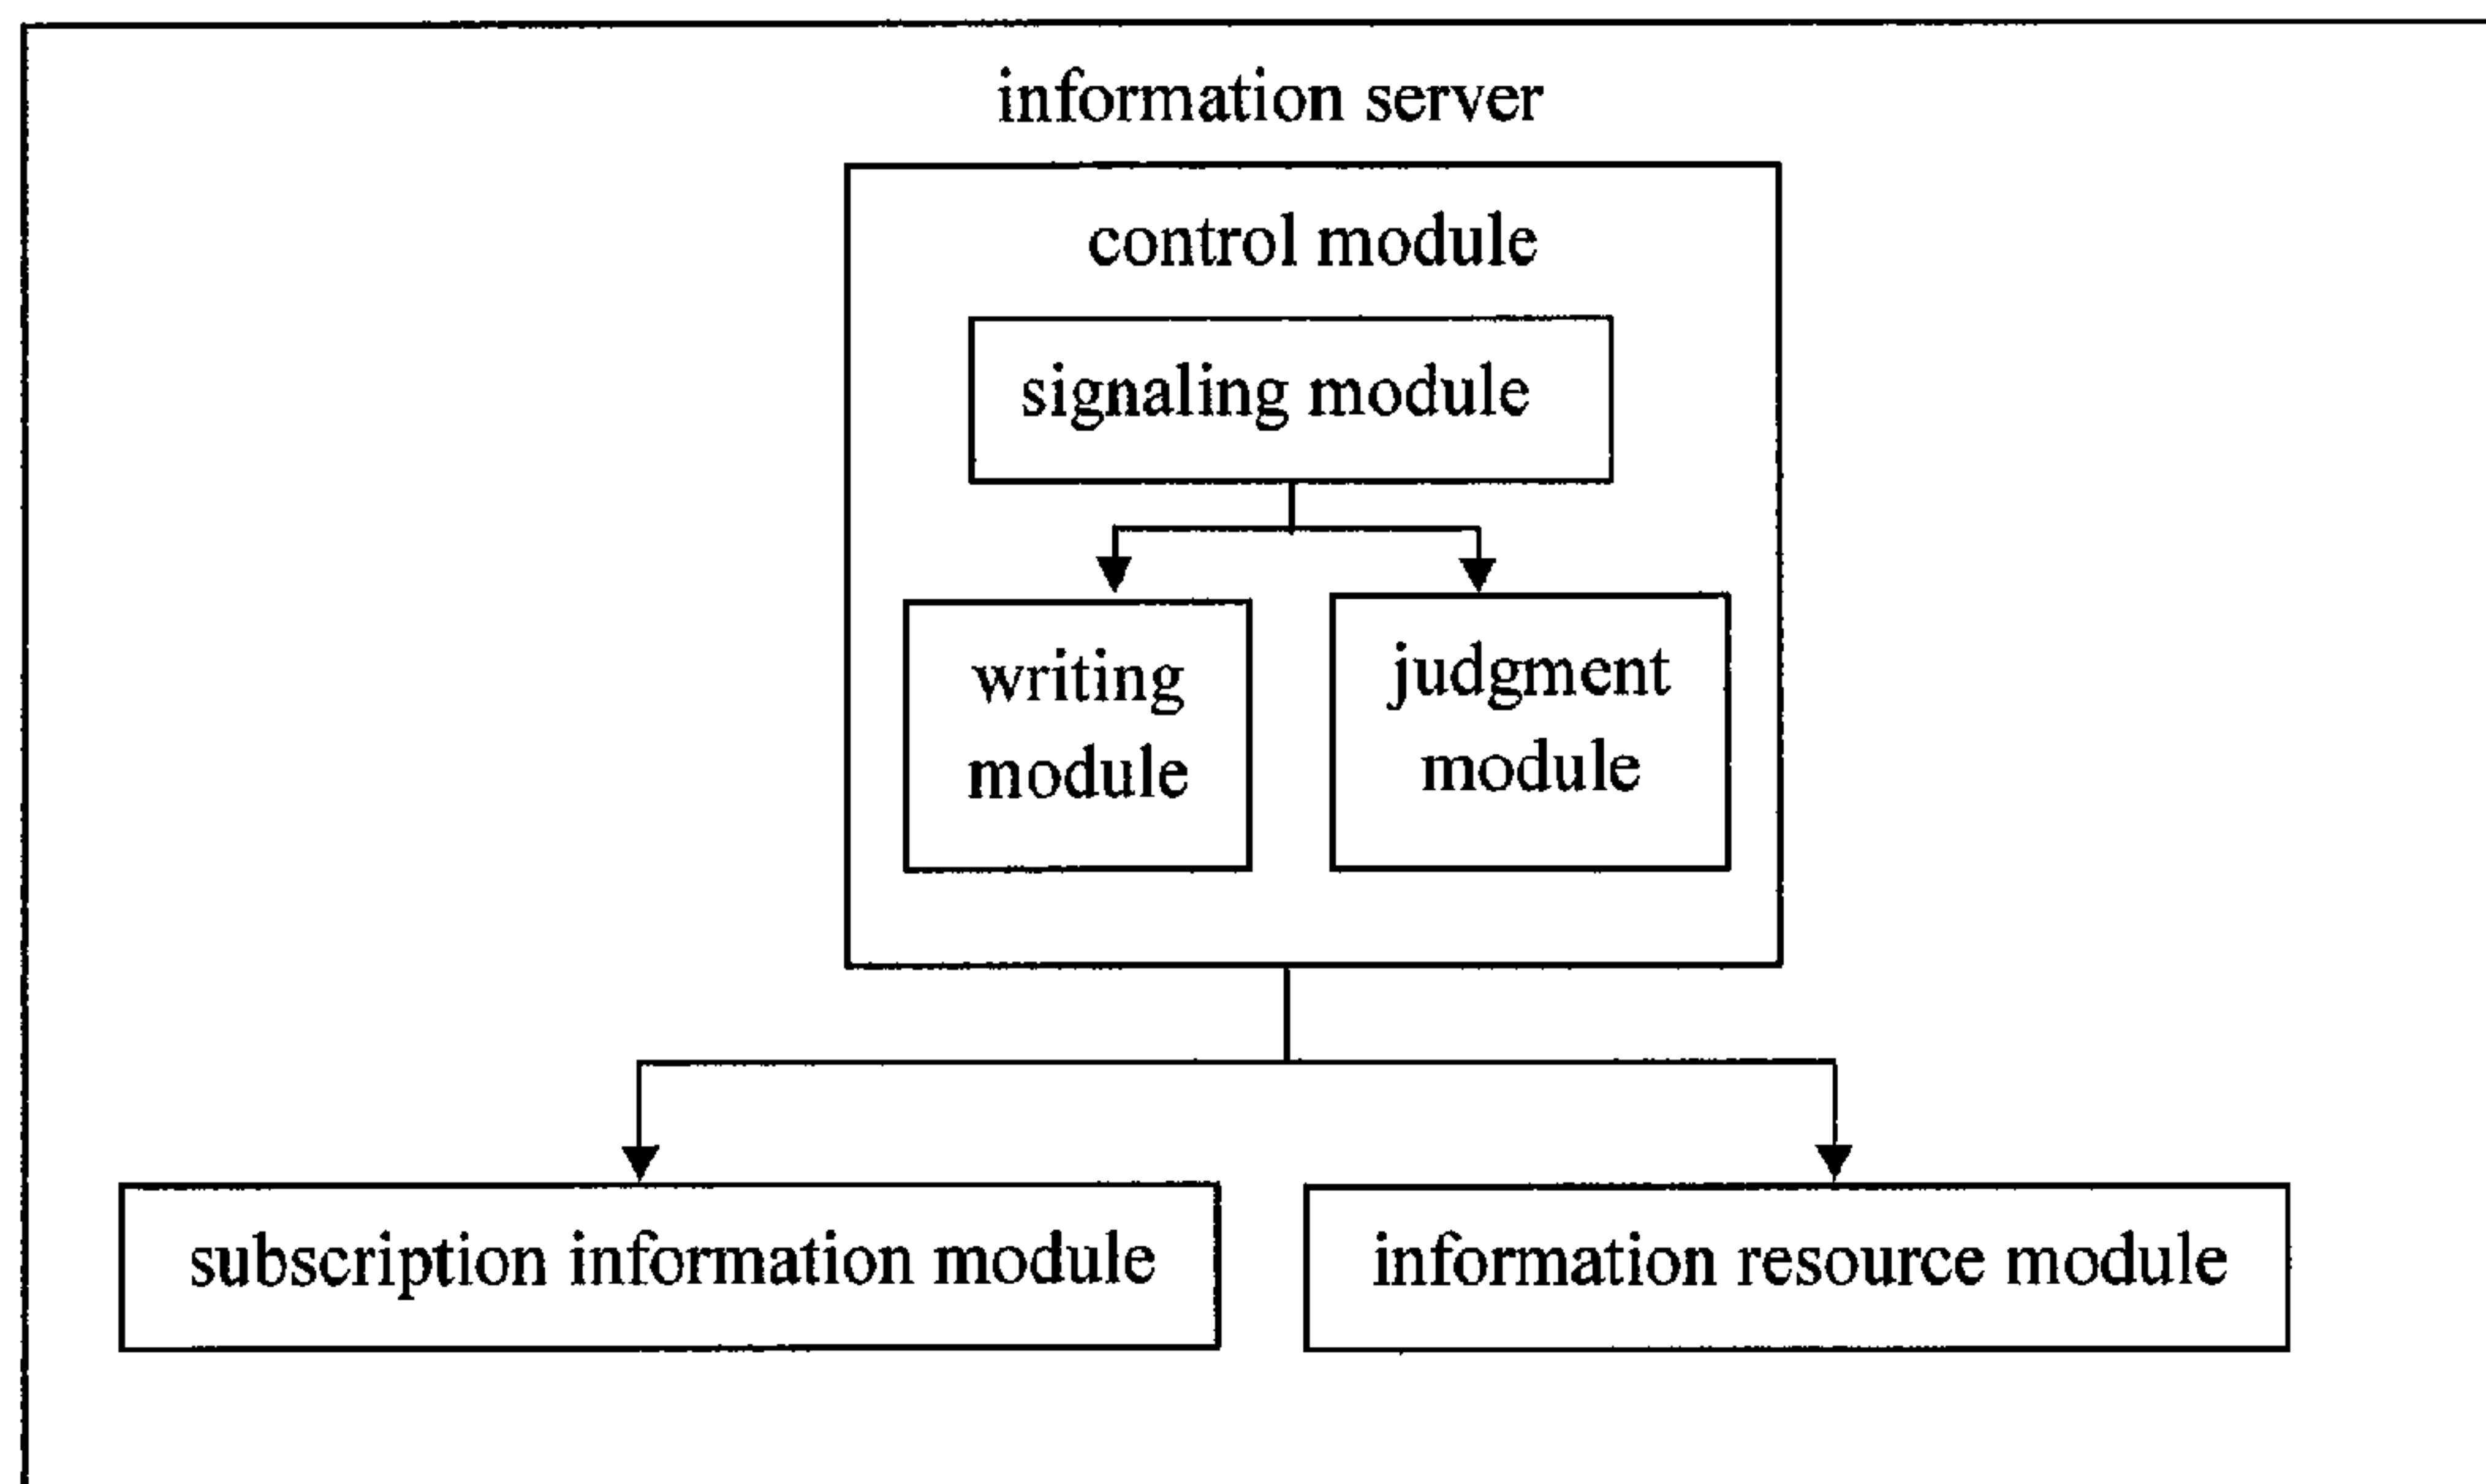 information server
control module
signaling module
writing
module
judgment
module
subscription information module
information resource module